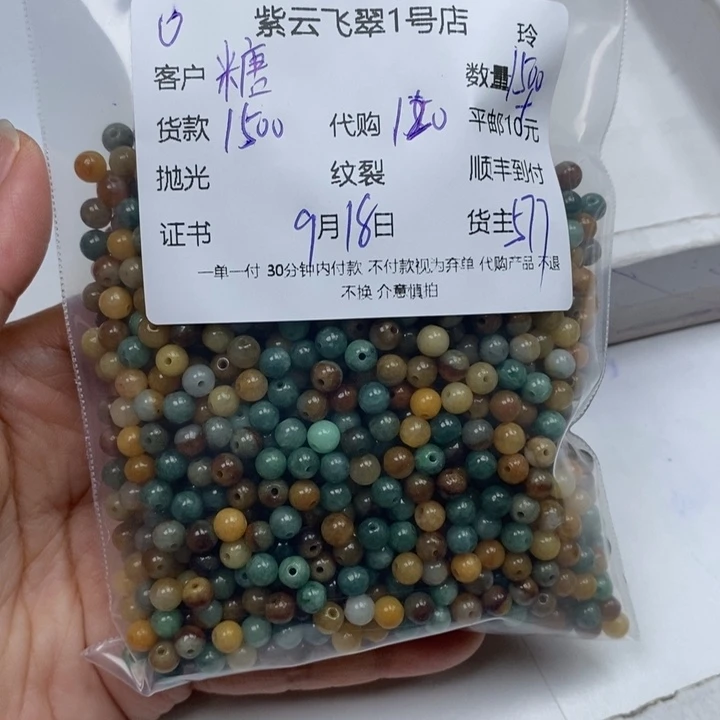 紫云飞翠1号店
玲
客户 糖 数量 1500
货款 1500 代购 120 平邮10元
抛光 纹裂 顺丰到付
证书 9月18日 货主 577
一单一付 30分钟内付款 不付款视为弃单 代购产品 不退
不换 介意慎拍